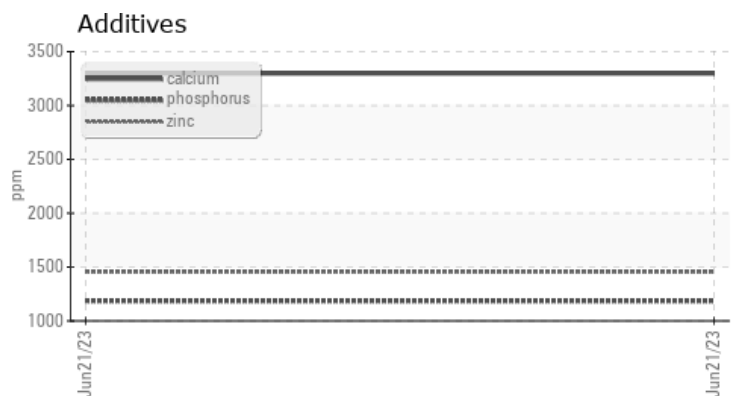 Additives
3500
3000
2500
2000
1500
1000
ppm
calcium
phosphorus
zinc
Jun21/23
Jun21/23